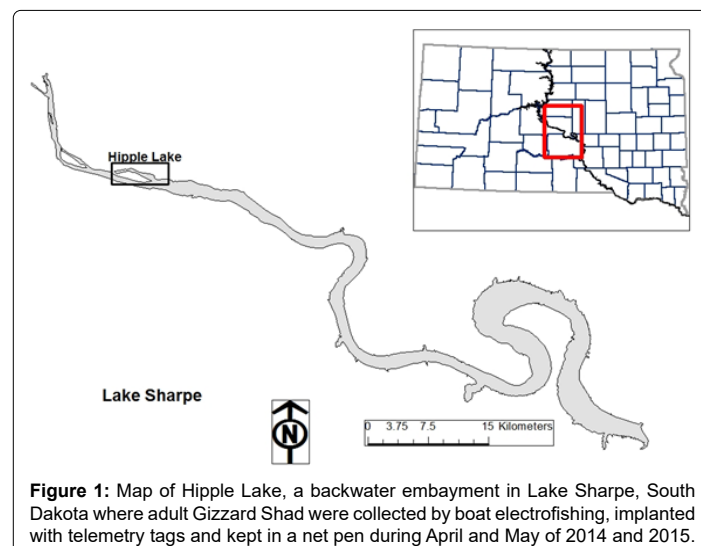 Hipple Lake
Lake Sharpe
N
0 3.75 7.5 15 Kilometers
Figure 1: Map of Hipple Lake, a backwater embayment in Lake Sharpe, South
Dakota where adult Gizzard Shad were collected by boat electrofishing, implanted
with telemetry tags and kept in a net pen during April and May of 2014 and 2015.